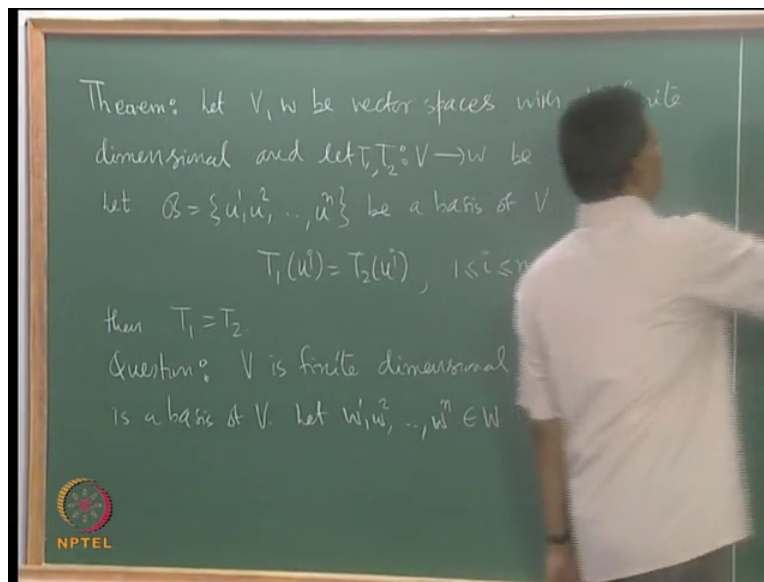 Theorem: Let V, W be vector spaces with finite
dimensional and let T₁, T₂: V → W be
Let B = {u¹, u², .., uⁿ} be a basis of V.
T₁(uⁱ) = T₂(uⁱ), 1 ≤ i ≤ n
then T₁ = T₂.
Question: V is finite dimensional
is a basis of V. Let w¹, w², .., wⁿ ∈ W
NPTEL